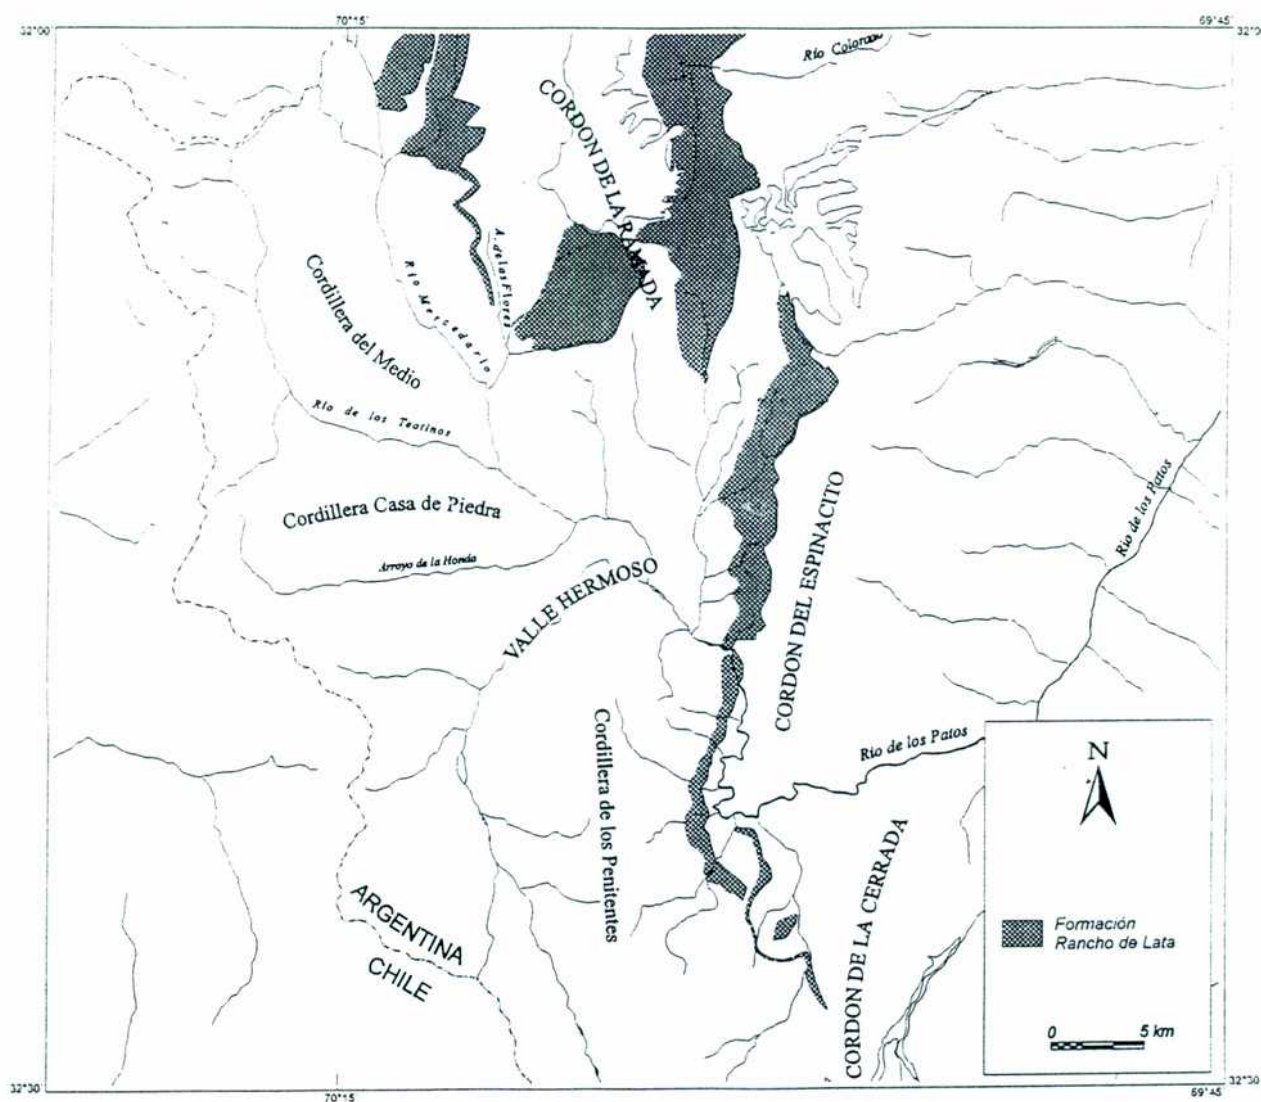 70°15'
69°45'
32°00'
32°0
Río Colorado
CORDON DE LA RAMADA
A. de las Flores
Río Mercedario
Cordillera del Medio
Río de los Teatinos
Río de los Patos
Cordillera Casa de Piedra
Arroyo de la Honda
VALLE HERMOSO
CORDON DEL ESPINACITO
Cordillera de los Penitentes
Río de los Patos
N
CORDON DE LA CERRADA
ARGENTINA
CHILE
Formación
Rancho de Lata
0 5 km
32°30
32°30
70°15'
69°45'